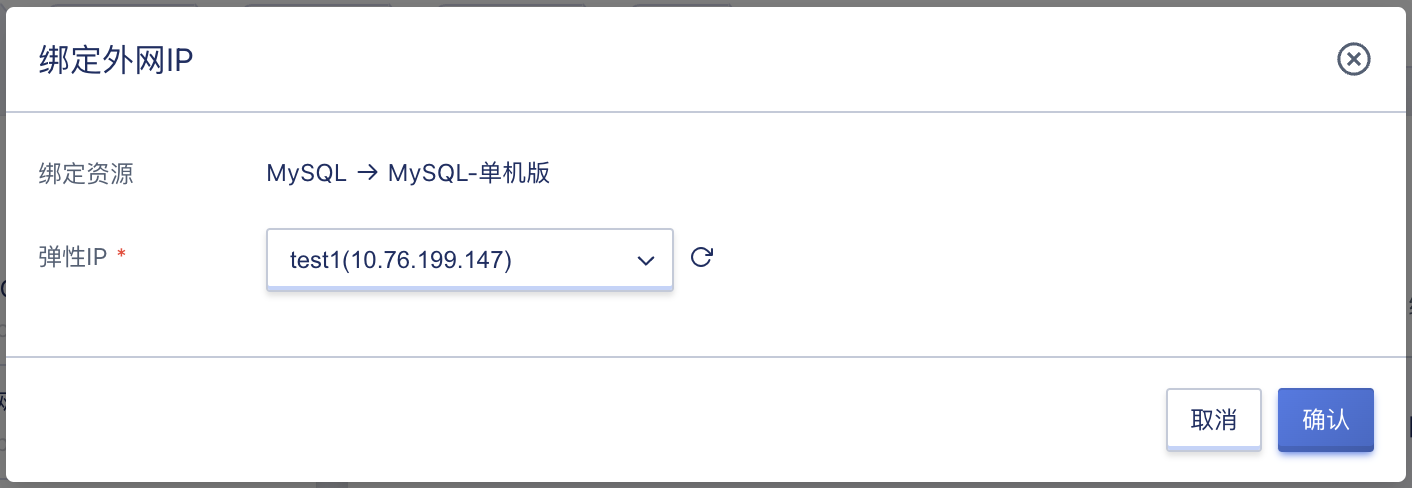 绑定外网IP
绑定资源 MySQL → MySQL-单机版
弹性IP * test1(10.76.199.147)
取消 确认